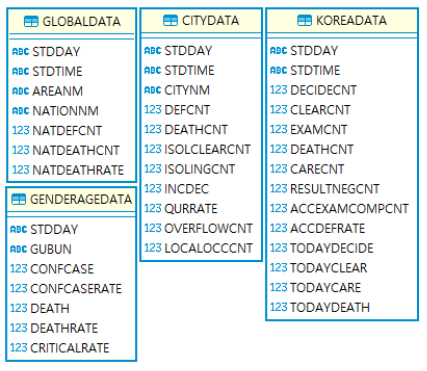 GLOBALDATA
ABC STDDAY
ABC STDTIME
ABC AREANM
ABC NATIONNM
123 NATDEFCNT
123 NATDEATHCNT
123 NATDEATHRATE
GENDERAGEDATA
ABC STDDAY
ABC GUBUN
123 CONFCASE
123 CONFCASERATE
123 DEATH
123 DEATHRATE
123 CRITICALRATE
CITYDATA
ABC STDDAY
ABC STDTIME
ABC CITYNM
123 DEFCNT
123 DEATHCNT
123 ISOLCLEARCNT
123 ISOLINGCNT
123 INCDEC
123 QURRATE
123 OVERFLOWCNT
123 LOCALOCCCNT
KOREADATA
ABC STDDAY
ABC STDTIME
123 DECIDECNT
123 CLEARCNT
123 EXAMCNT
123 DEATHCNT
123 CARECNT
123 RESULTNEGCNT
123 ACCEXAMCOMPCNT
123 ACCDEFRATE
123 TODAYDECIDE
123 TODAYCLEAR
123 TODAYCARE
123 TODAYDEATH